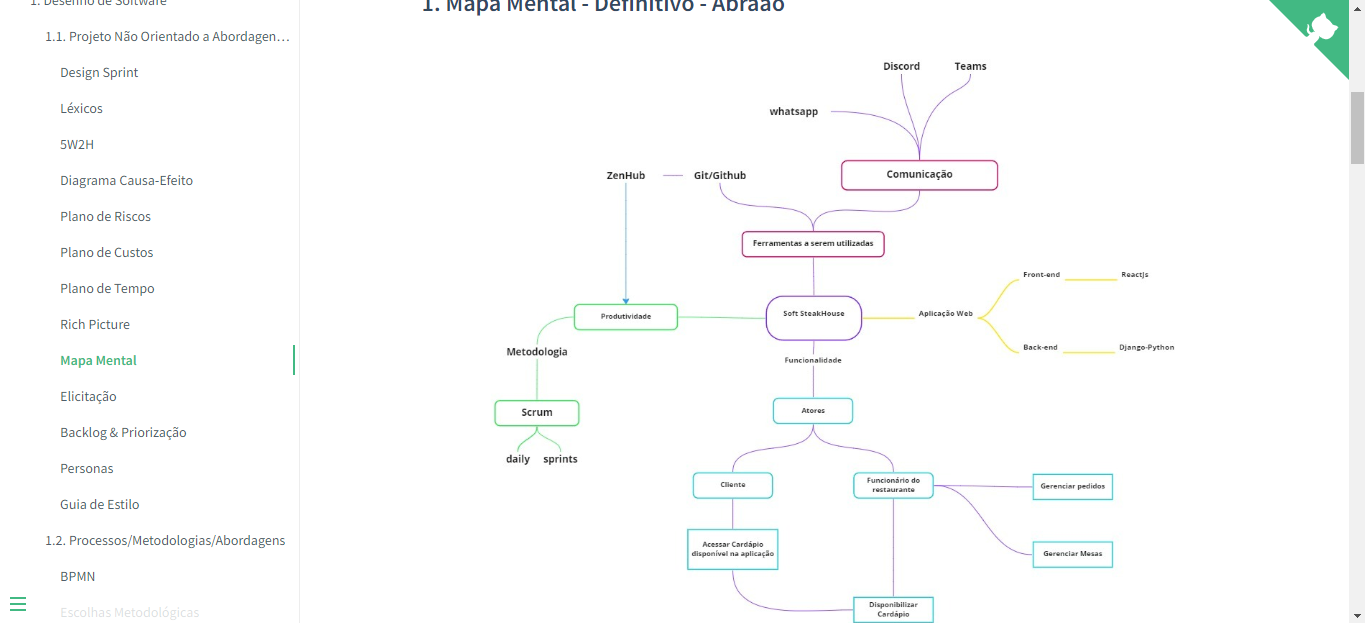 1. Desenho de Software
1.1. Projeto Não Orientado a Abordagen…
Design Sprint
Léxicos
5W2H
Diagrama Causa-Efeito
Plano de Riscos
Plano de Custos
Plano de Tempo
Rich Picture
Mapa Mental
Elicitação
Backlog & Priorização
Personas
Guia de Estilo
1.2. Processos/Metodologias/Abordagens
BPMN
Escolhas Metodológicas
1. Mapa Mental - Definitivo - Abraão
Discord
Teams
whatsapp
ZenHub
Git/Github
Comunicação
Ferramentas a serem utilizadas
Front-end
Reactjs
Produtividade
Soft SteakHouse
Aplicação Web
Metodologia
Funcionalidade
Back-end
Django-Python
Scrum
Atores
daily
sprints
Cliente
Funcionário do
restaurante
Gerenciar pedidos
Acessar Cardápio
disponível na aplicação
Gerenciar Mesas
Disponibilizar
Cardápio